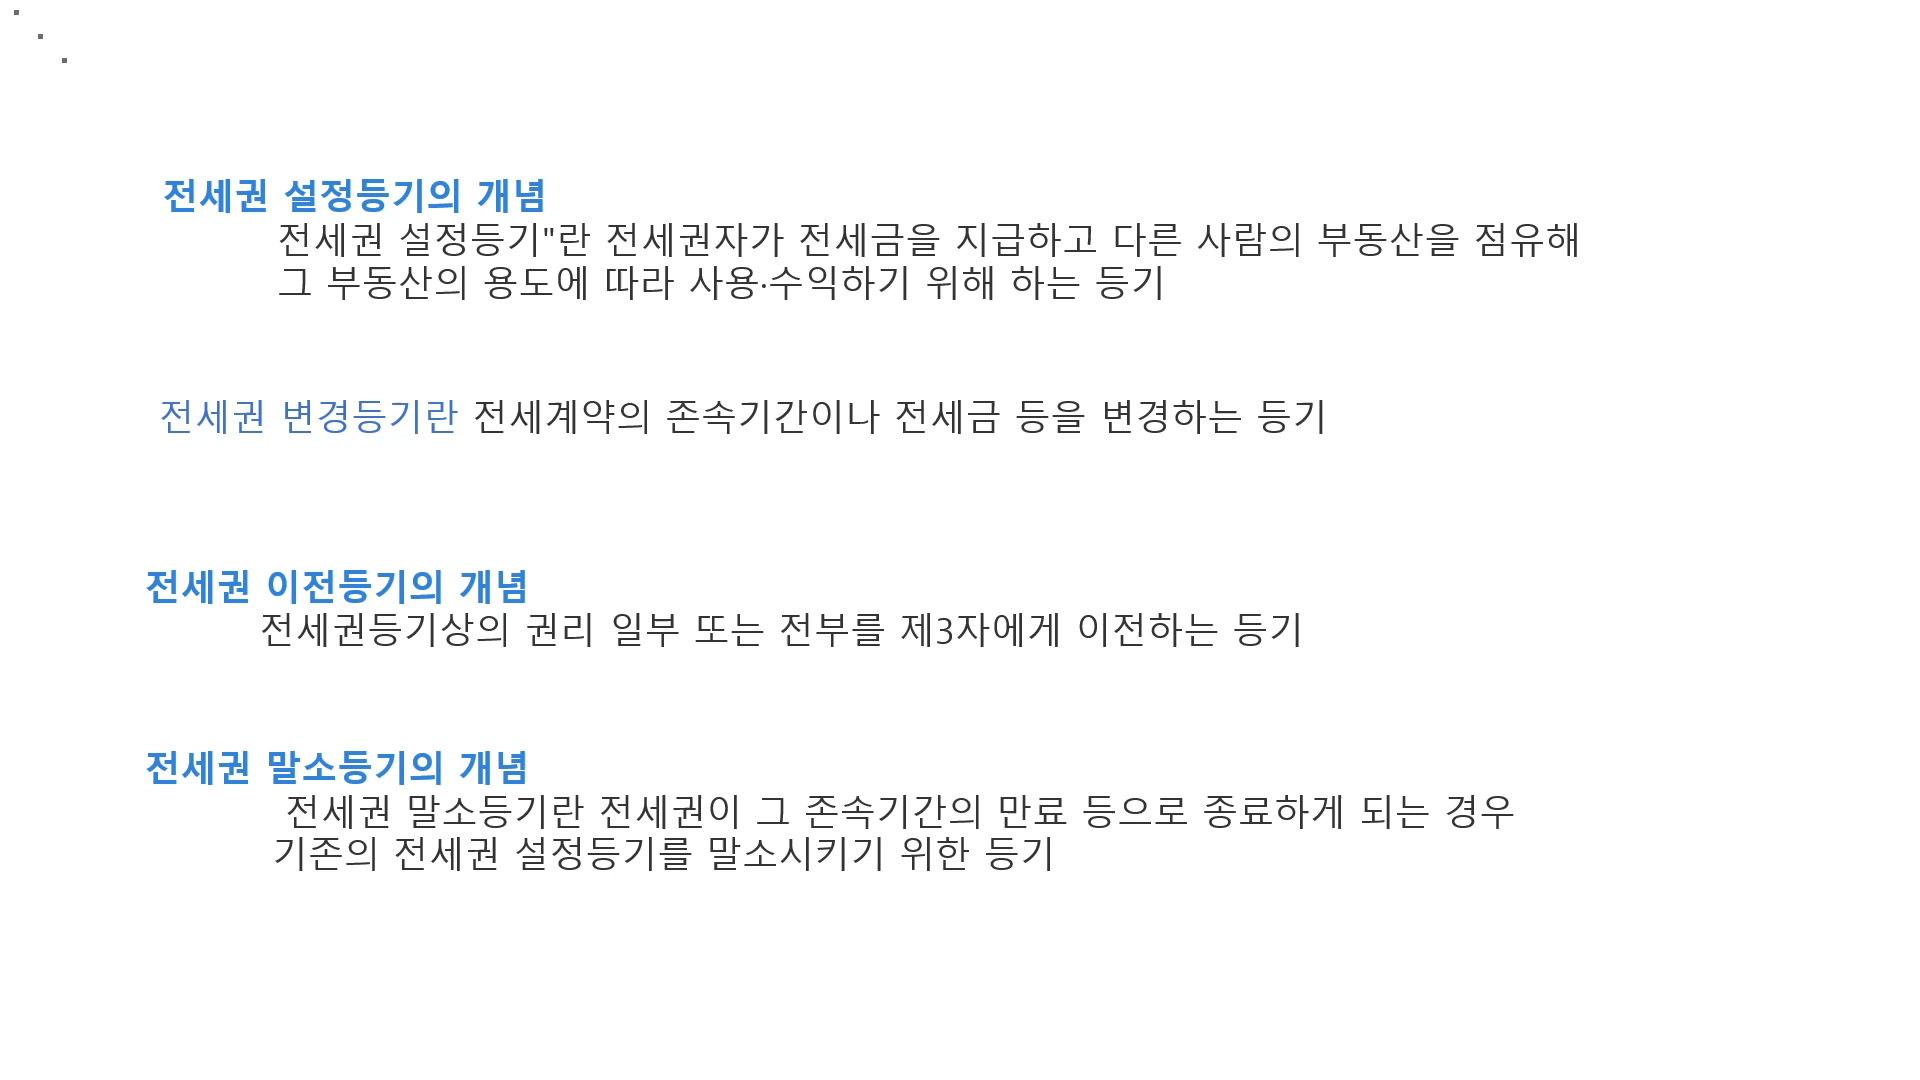 전세권 설정등기의 개념
전세권 설정등기"란 전세권자가 전세금을 지급하고 다른 사람의 부동산을 점유해
그 부동산의 용도에 따라 사용·수익하기 위해 하는 등기
전세권 변경등기란 전세계약의 존속기간이나 전세금 등을 변경하는 등기
전세권 이전등기의 개념
전세권등기상의 권리 일부 또는 전부를 제3자에게 이전하는 등기
전세권 말소등기의 개념
전세권 말소등기란 전세권이 그 존속기간의 만료 등으로 종료하게 되는 경우
기존의 전세권 설정등기를 말소시키기 위한 등기